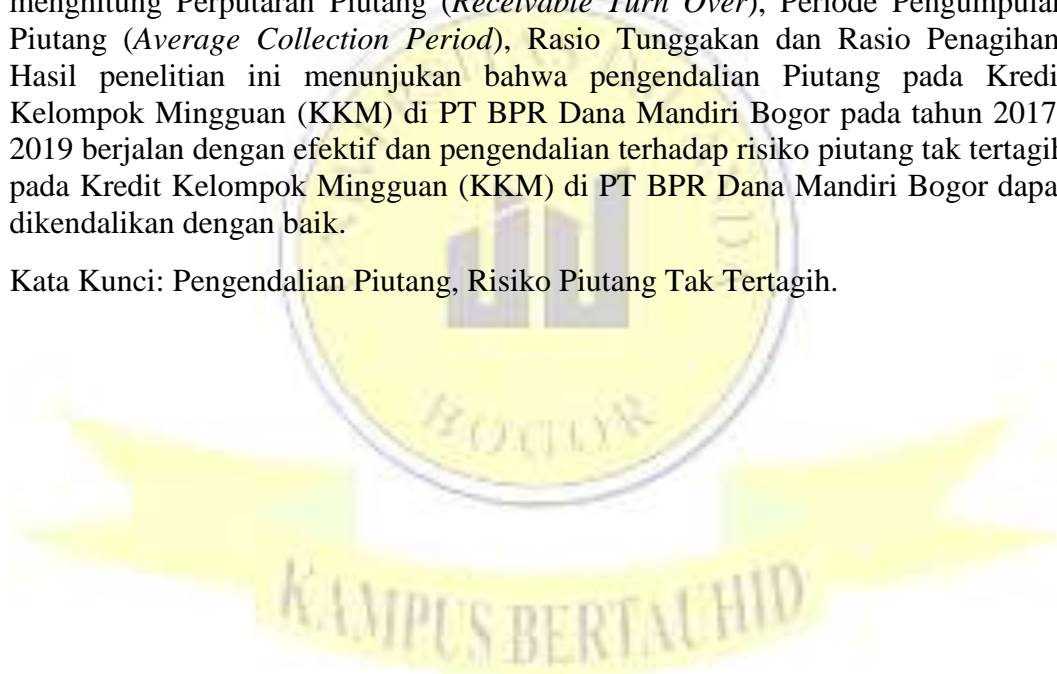 menghitung Perputaran Piutang (Receivable Turn Over), Periode Pengumpula
Piutang (Average Collection Period), Rasio Tunggakan dan Rasio Penagihan
Hasil penelitian ini menunjukan bahwa pengendalian Piutang pada Kredi
Kelompok Mingguan (KKM) di PT BPR Dana Mandiri Bogor pada tahun 2017
2019 berjalan dengan efektif dan pengendalian terhadap risiko piutang tak tertagih
pada Kredit Kelompok Mingguan (KKM) di PT BPR Dana Mandiri Bogor dapa
dikendalikan dengan baik.
Kata Kunci: Pengendalian Piutang, Risiko Piutang Tak Tertagih.
BOGOR
KAMPUS BERTAUHID